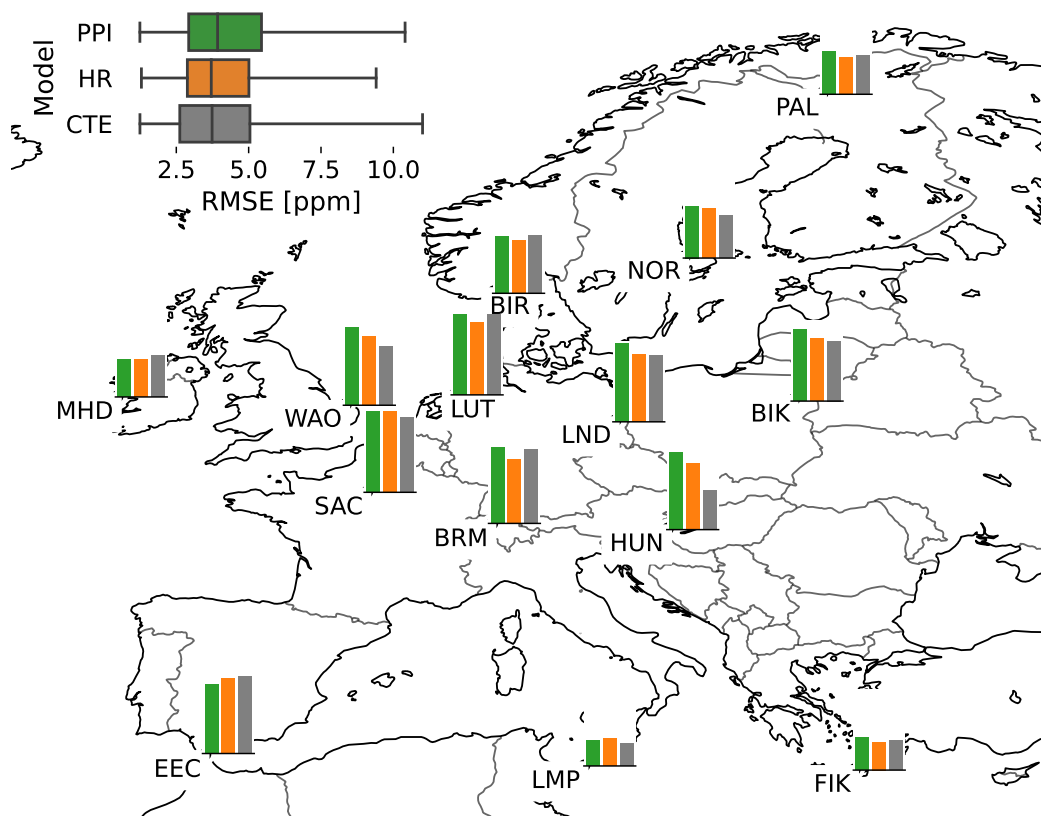 Model
PPI
HR
CTE
2.5 5.0 7.5 10.0
RMSE [ppm]
PAL
NOR
BIR
MHD
WAO
LUT
LND
BIK
SAC
BRM
HUN
EEC
LMP
FIK